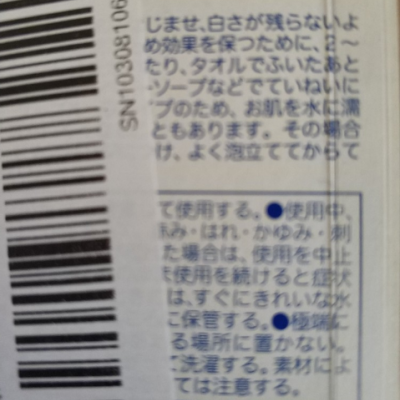 SN10308106
じませ、白さが残らないよ
め効果を保つために、2〜
たり、タオルでふいたあと
ソープなどでていねいに
プのため、お肌を水に濡
ともあります。その場合
け、よく泡立ててからて
て使用する。●使用中、
み・はれ・かゆみ・刺
た場合は、使用を中止
使用を続けると症状
は、すぐにきれいな水
こ保管する。●極端に
る場所に置かない。
に洗濯する。素材によ
ては注意する。